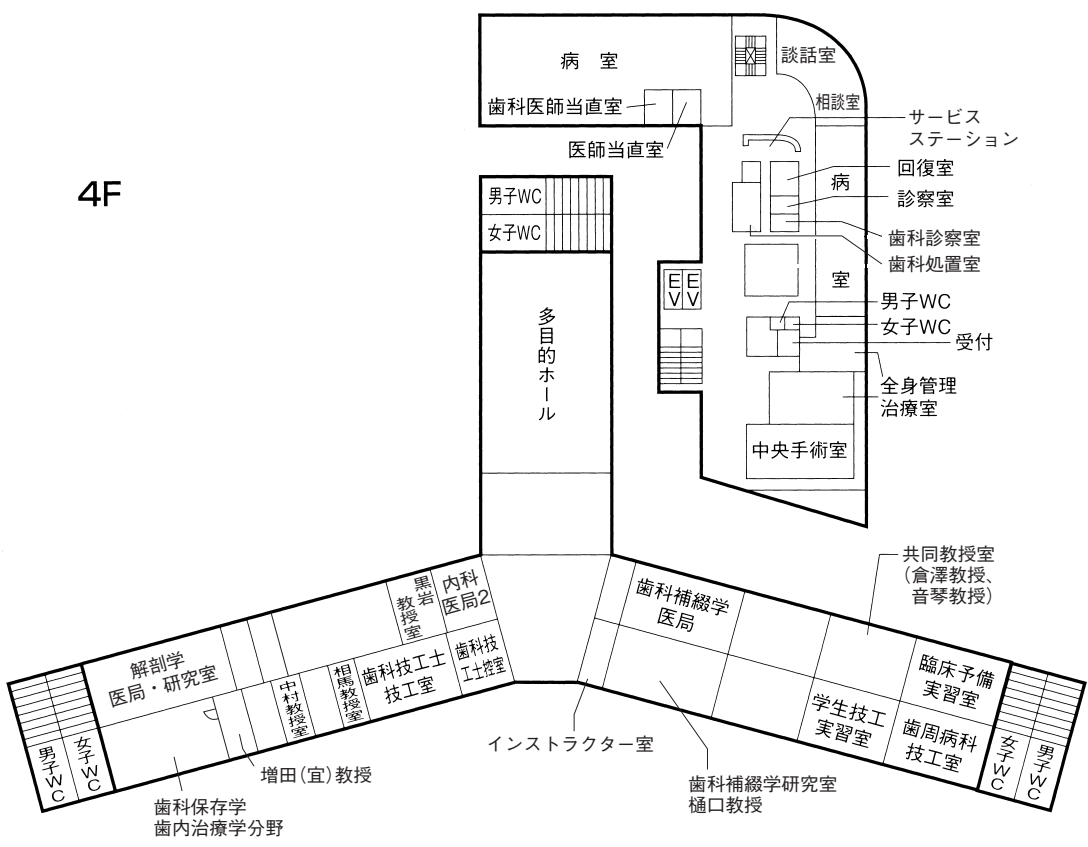 4F
病室
談話室
歯科医師当直室
相談室
サービス
ステーション
医師当直室
回復室
病
室
診察室
歯科診察室
歯科処置室
男子WC
女子WC
EV
EV
男子WC
女子WC
受付
多目的ホール
全身管理
治療室
中央手術室
共同教授室
(倉澤教授、
音琴教授)
内科
医局2
黒岩
教授室
歯科補綴学
医局
解剖学
医局・研究室
歯科技
工士控室
歯科技工士
技工室
相馬教授室
中村教授室
臨床予備
実習室
学生技工
実習室
歯周病科
技工室
男子WC
女子WC
女子WC
男子WC
インストラクター室
増田(宜)教授
歯科補綴学研究室
樋口教授
歯科保存学
歯内治療学分野